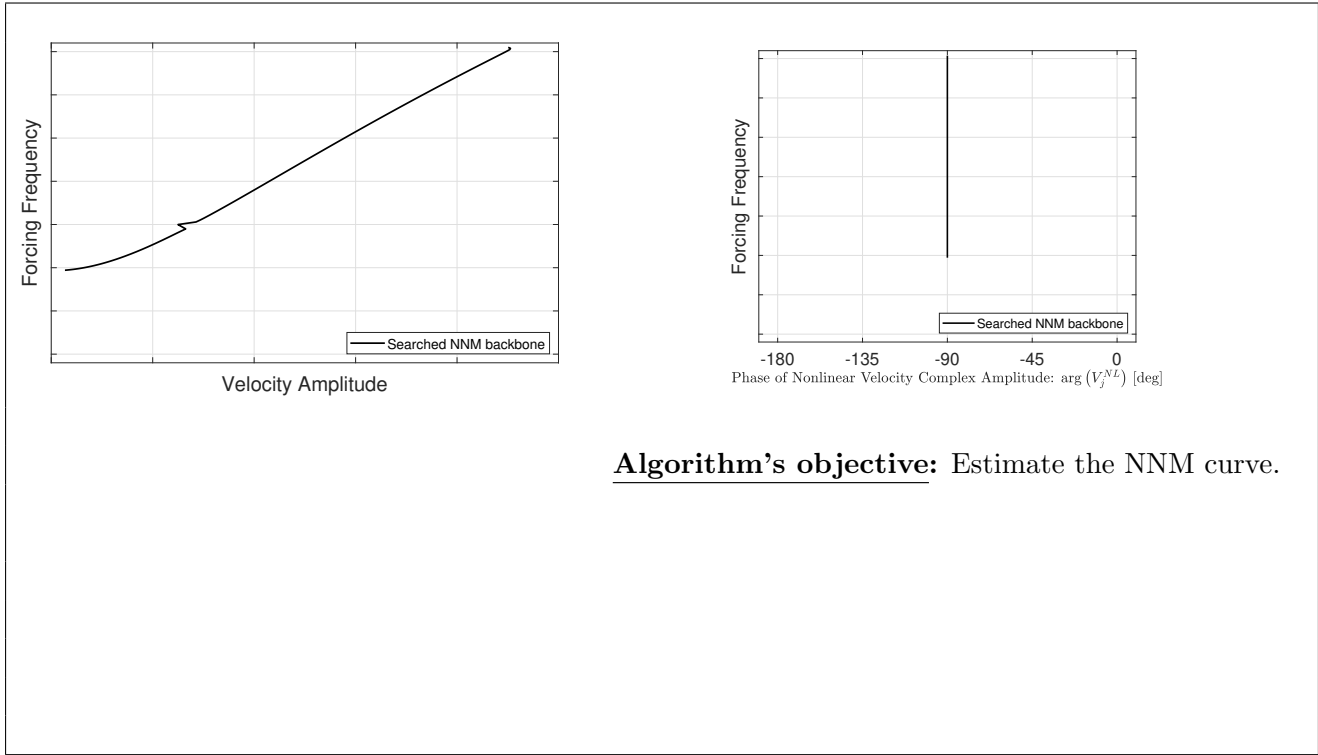 Forcing Frequency
Searched NNM backbone
Velocity Amplitude
Forcing Frequency
Searched NNM backbone
-180 -135 -90 -45 0
Phase of Nonlinear Velocity Complex Amplitude: arg (V_j^{NL}) [deg]
Algorithm's objective: Estimate the NNM curve.